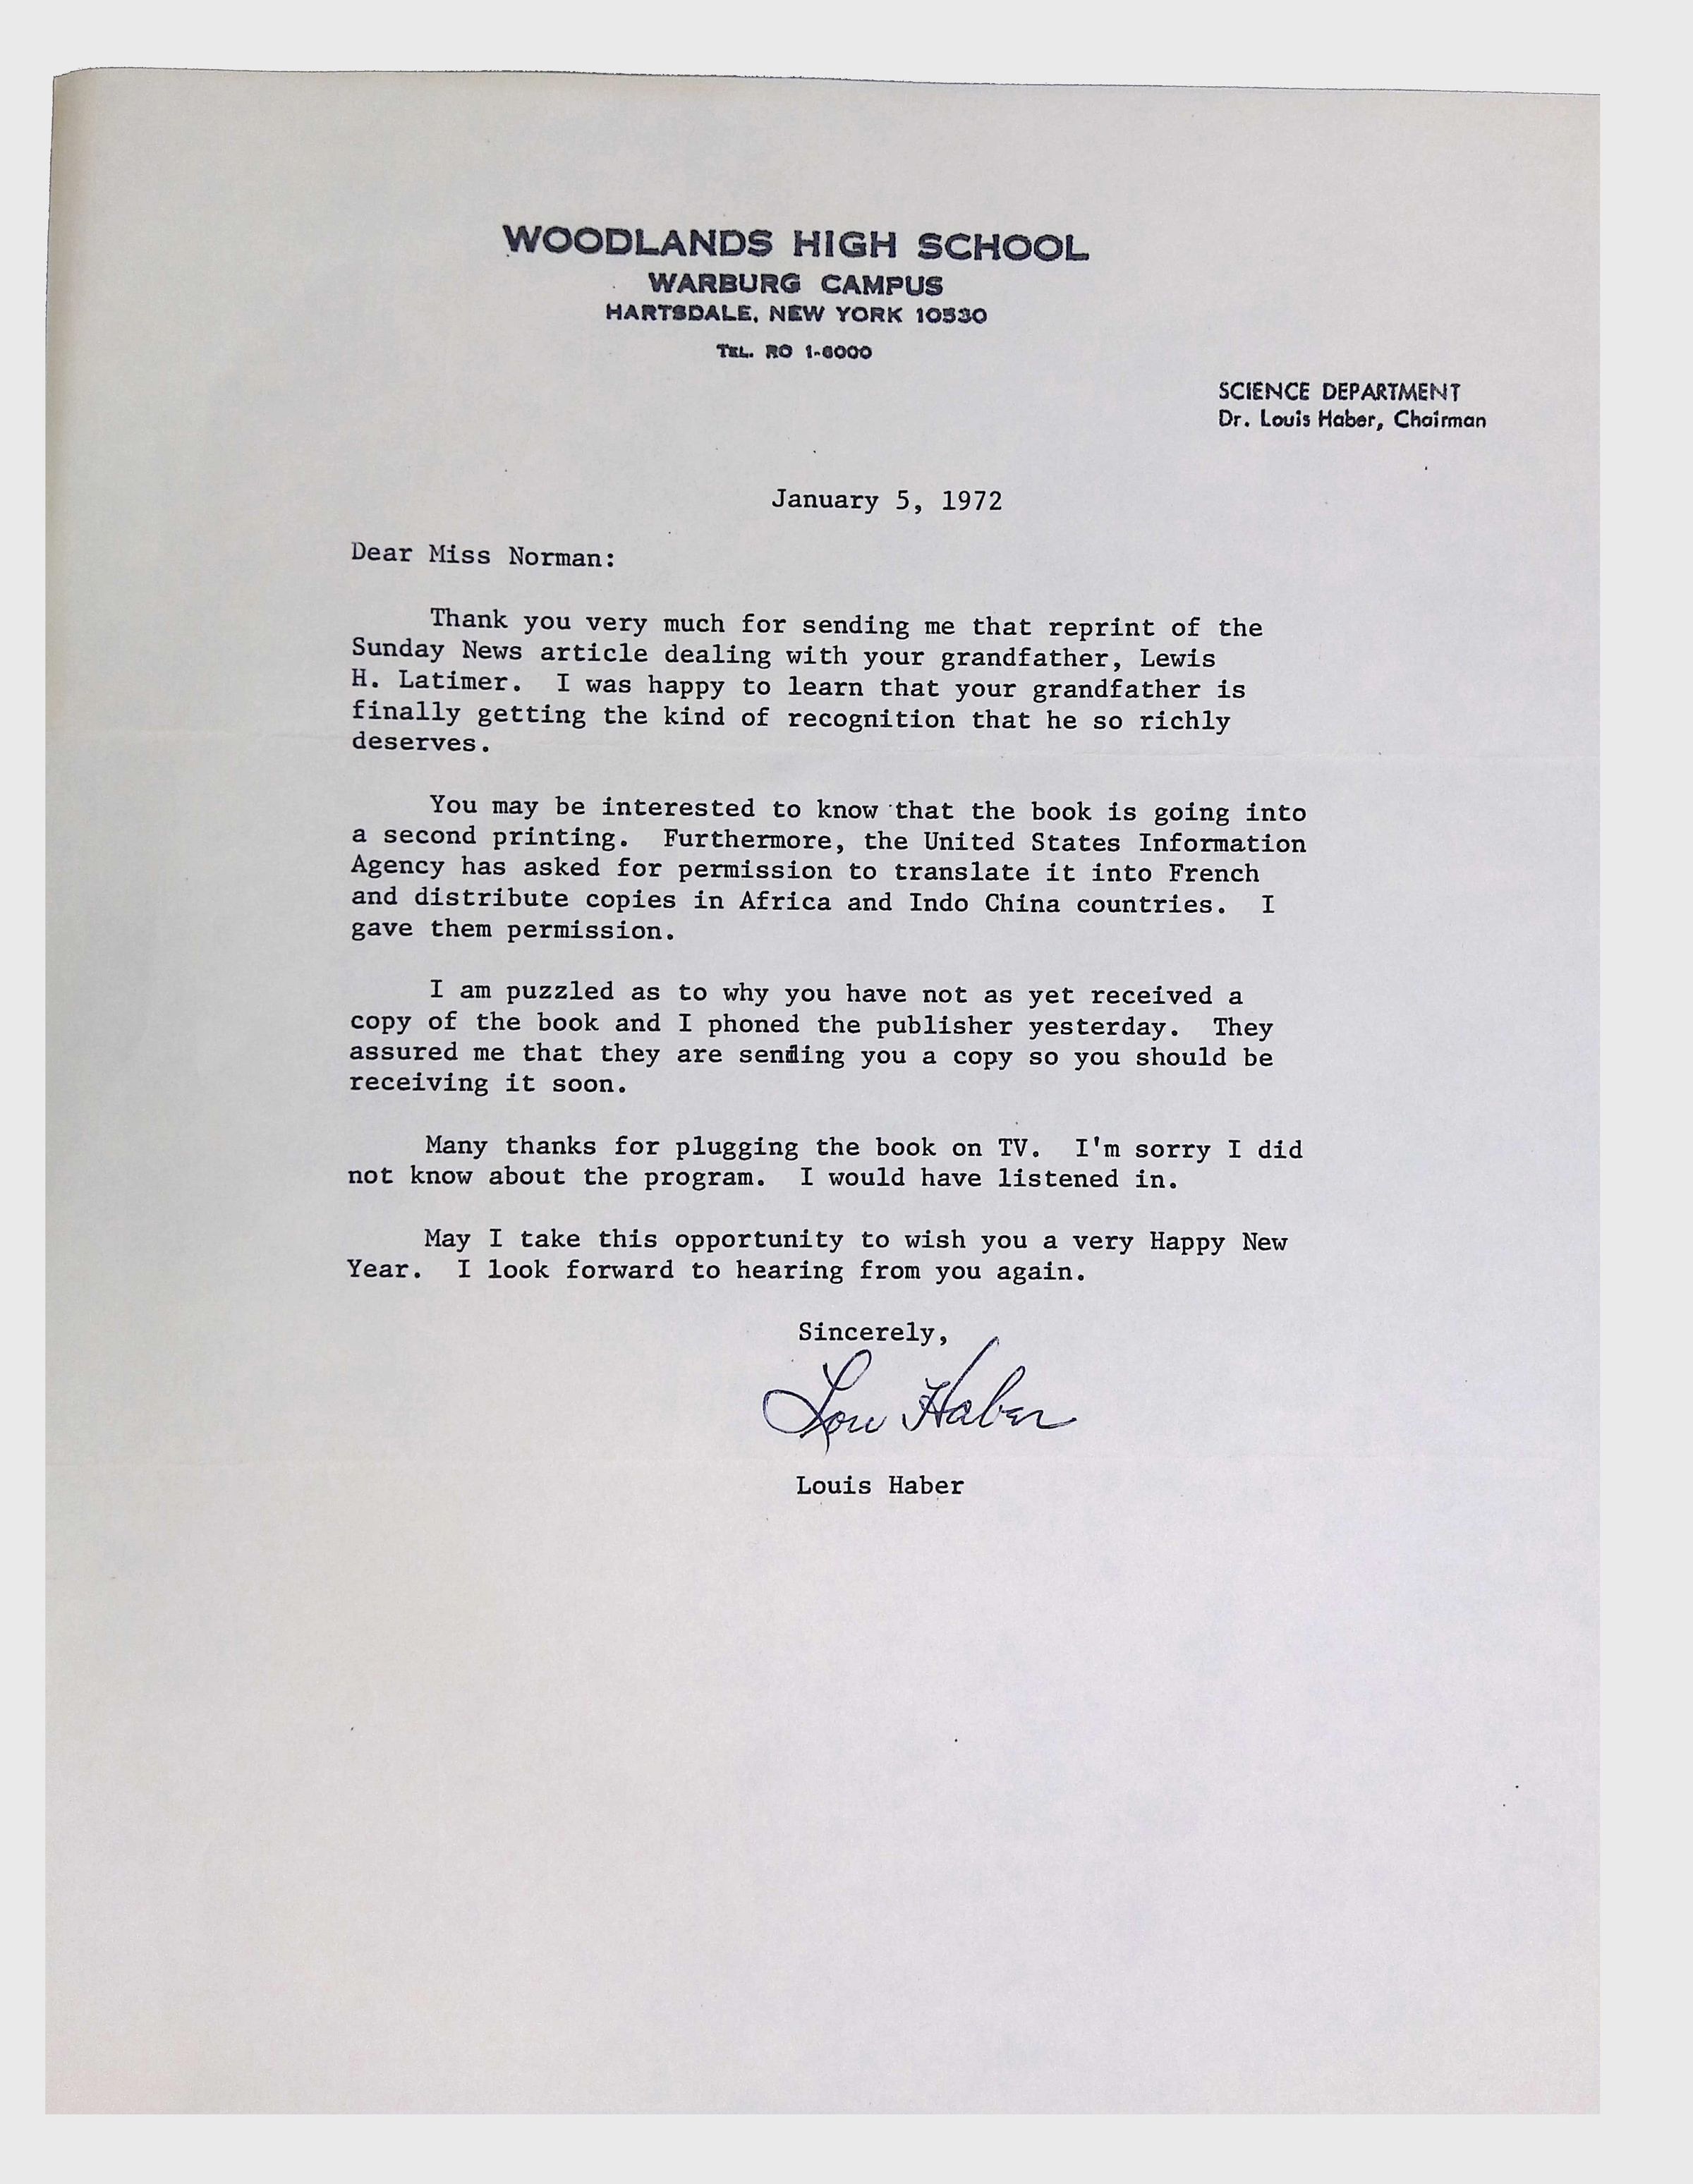 WOODLANDS HIGH SCHOOL
WARBURG CAMPUS
HARTSDALE, NEW YORK 10530
TEL. RO 1-6000
SCIENCE DEPARTMENT
Dr. Louis Haber, Chairman
January 5, 1972
Dear Miss Norman:
Thank you very much for sending me that reprint of the
Sunday News article dealing with your grandfather, Lewis
H. Latimer. I was happy to learn that your grandfather is
finally getting the kind of recognition that he so richly
deserves.
You may be interested to know that the book is going into
a second printing. Furthermore, the United States Information
Agency has asked for permission to translate it into French
and distribute copies in Africa and Indo China countries. I
gave them permission.
I am puzzled as to why you have not as yet received a
copy of the book and I phoned the publisher yesterday. They
assured me that they are sending you a copy so you should be
receiving it soon.
Many thanks for plugging the book on TV. I'm sorry I did
not know about the program. I would have listened in.
May I take this opportunity to wish you a very Happy New
Year. I look forward to hearing from you again.
Sincerely,
Lou Haber
Louis Haber